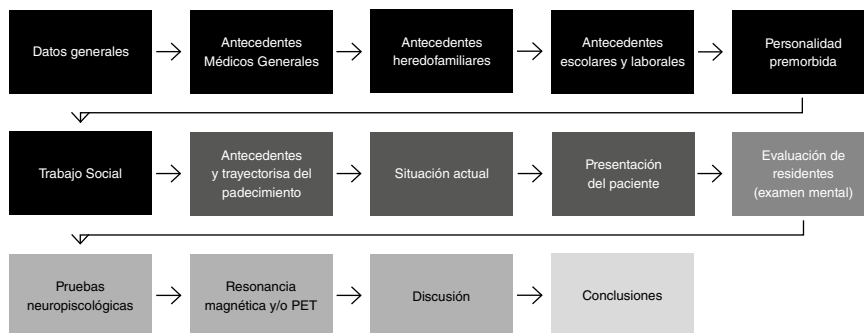 Datos generales
Antecedentes
Médicos Generales
Antecedentes
heredofamiliares
Antecedentes
escolares y laborales
Personalidad
premorbida
Trabajo Social
Antecedentes
y trayectorisa del
padecimiento
Situación actual
Presentación
del paciente
Evaluación de
residentes
(examen mental)
Pruebas
neuropiscológicas
Resonancia
magnética y/o PET
Discusión
Conclusiones